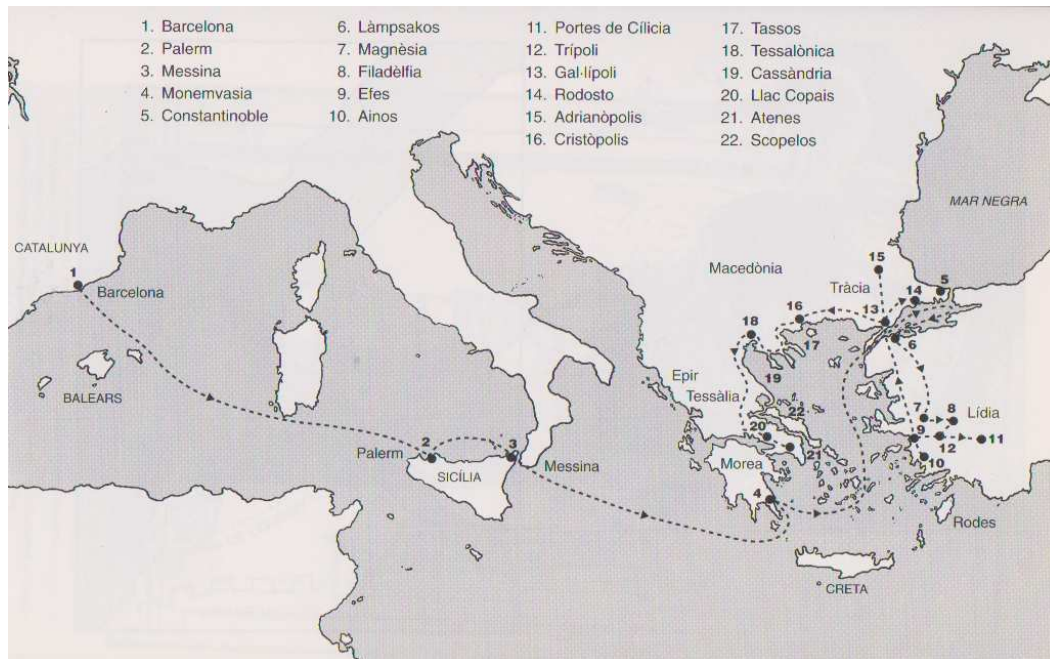 1. Barcelona
2. Palerm
3. Messina
4. Monemvasia
5. Constantinoble
6. Làmpsakos
7. Magnèsia
8. Filadèlfia
9. Efes
10. Ainos
11. Portes de Cílicia
12. Trípoli
13. Gal·lípoli
14. Rodosto
15. Adrianòpolis
16. Cristòpolis
17. Tassos
18. Tessalònica
19. Cassàndria
20. Llac Copais
21. Atenes
22. Scopelos
MAR NEGRA
CATALUNYA
1
Barcelona
BALEARS
Palerm
2
3
SICÍLIA
Messina
Macedònia
15
5
Tràcia
14
16
13
18
17
6
Epir
19
Tessàlia
22
7
8
Lídia
20
9
21
12
11
Morea
10
4
Rodes
CRETA